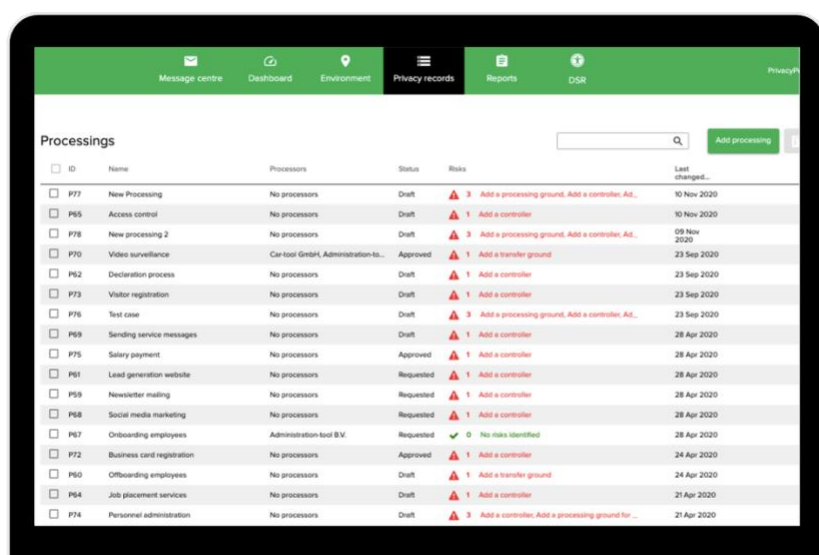 Message centre Dashboard Environment Privacy records Reports DSR
Processings
Add processing
ID Name Processors Status Risks Last changed...
P77 New Processing No processors Draft 3 Add a processing ground, Add a controller, Ad...
10 Nov 2020
P65 Access control No processors Draft 1 Add a controller 10 Nov 2020
P78 New processing 2 No processors Draft 3 Add a processing ground, Add a controller, Ad...
09 Nov 2020
P70 Video surveillance Car-tool GmbH, Administration-to... Approved 1 Add a transfer ground 23 Sep 2020
P62 Declaration process No processors Draft 1 Add a controller 23 Sep 2020
P73 Visitor registration No processors Draft 1 Add a controller 23 Sep 2020
P76 Test case No processors Draft 3 Add a processing ground, Add a controller, Ad... 23 Sep 2020
P69 Sending service messages No processors Draft 1 Add a controller 28 Apr 2020
P75 Salary payment No processors Approved 1 Add a controller 28 Apr 2020
P61 Lead generation website No processors Requested 1 Add a controller 28 Apr 2020
P59 Newsletter mailing No processors Requested 1 Add a controller 28 Apr 2020
P68 Social media marketing No processors Requested 1 Add a controller 28 Apr 2020
P67 Onboarding employees Administration-tool B.V. Requested 0 No risks identified 28 Apr 2020
P72 Business card registration No processors Approved 1 Add a controller 24 Apr 2020
P60 Offboarding employees No processors Draft 1 Add a transfer ground 24 Apr 2020
P64 Job placement services No processors Draft 1 Add a controller 21 Apr 2020
P74 Personnel administration No processors Draft 3 Add a controller, Add a processing ground for ... 21 Apr 2020